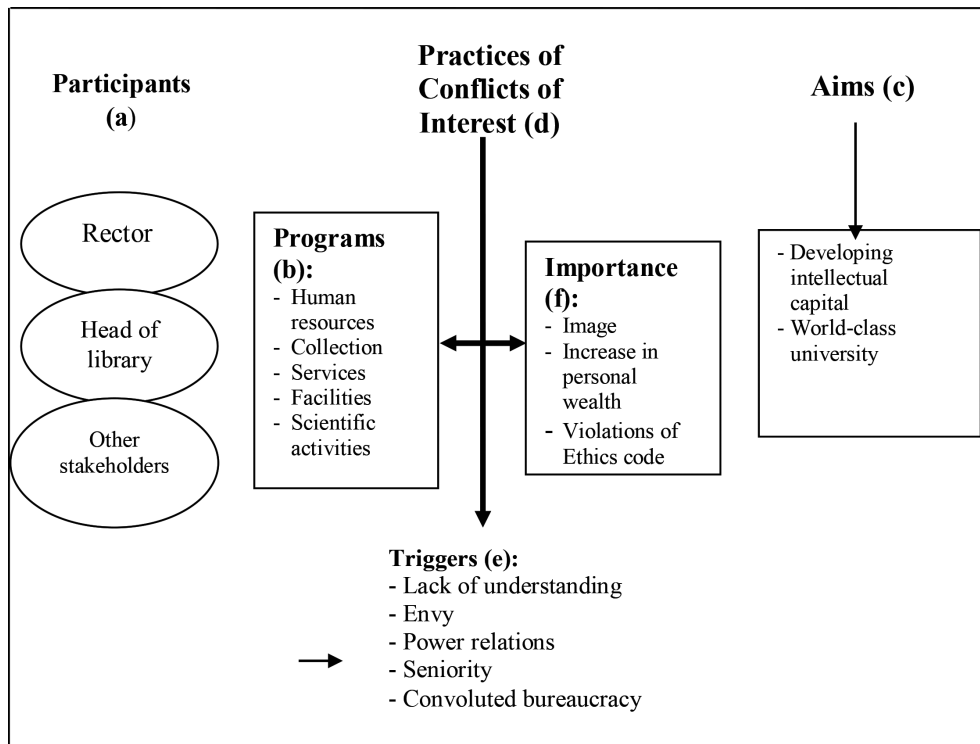 Participants
(a)
Rector
Head of
library
Other
stakeholders
Practices of
Conflicts of
Interest (d)
Programs
(b):
- Human
resources
- Collection
- Services
- Facilities
- Scientific
activities
Importance
(f):
- Image
- Increase in
personal
wealth
- Violations of
Ethics code
Aims (c)
- Developing
intellectual
capital
- World-class
university
Triggers (e):
- Lack of understanding
- Envy
- Power relations
- Seniority
- Convoluted bureaucracy